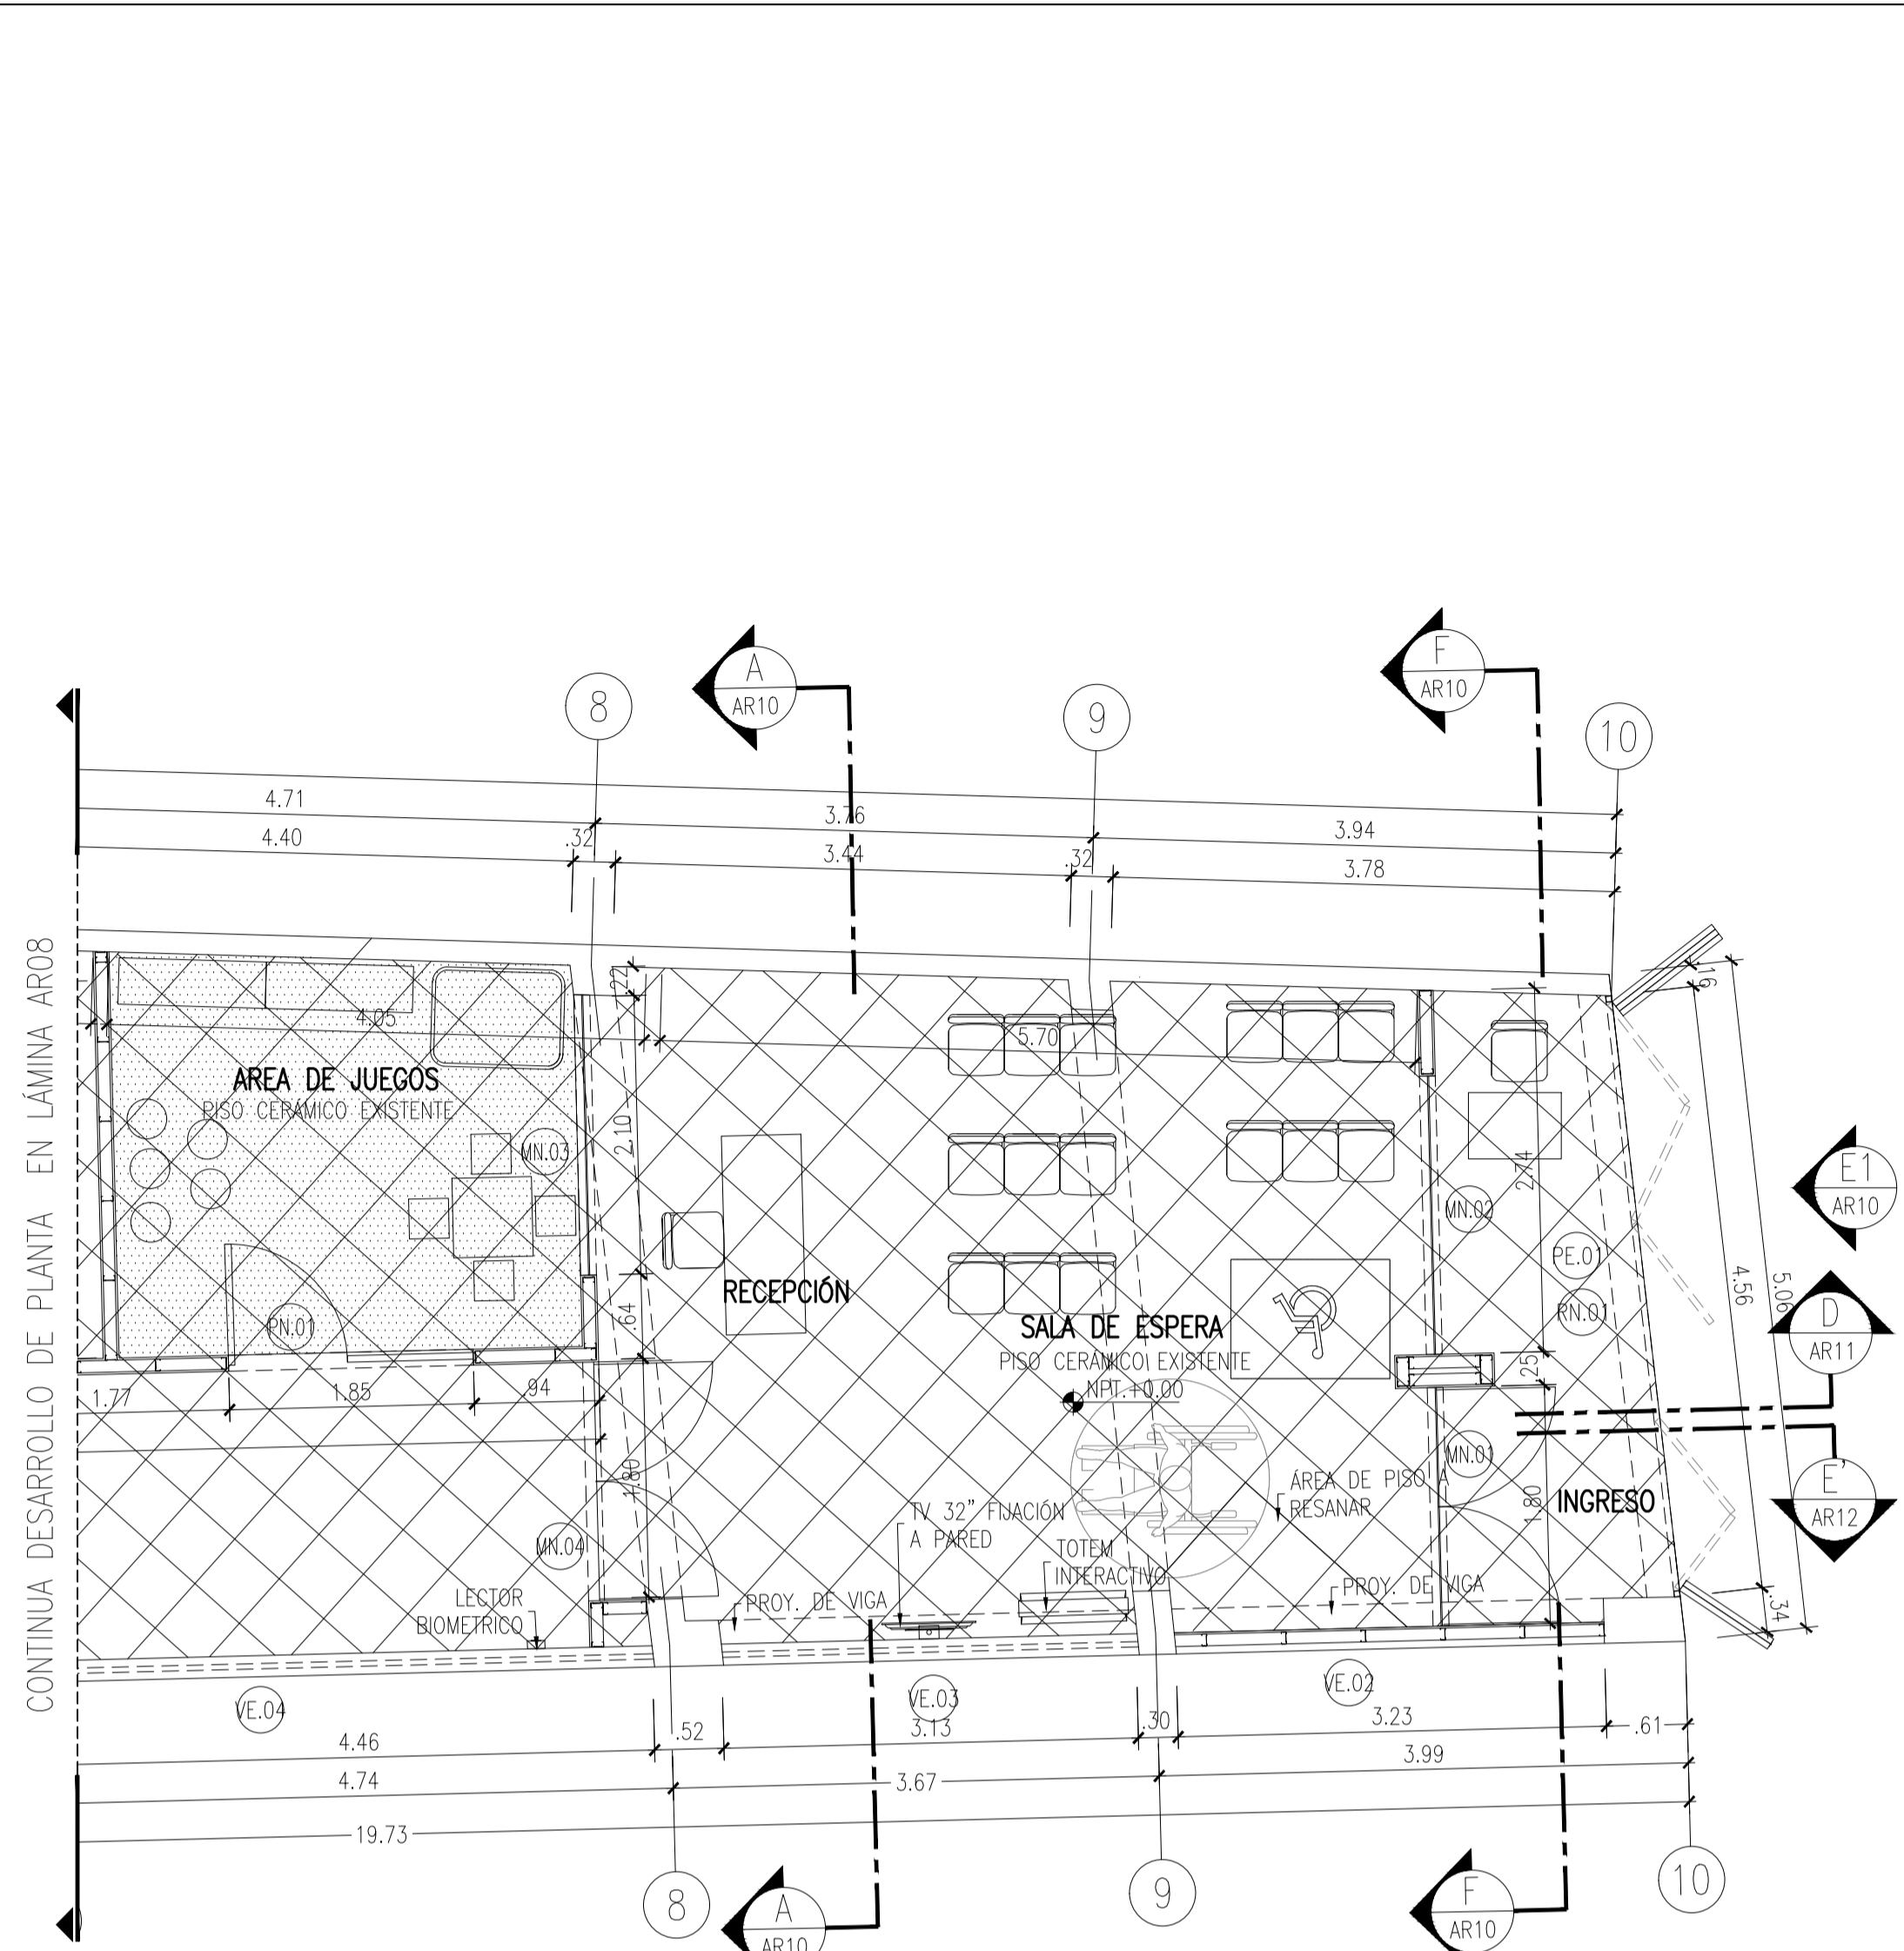 A
AR10
F
AR10
8
9
10
4.71
3.76
3.94
4.40
.32
3.44
.32
3.78
CONTINUA DESARROLLO DE PLANTA EN LÁMINA AR08
.22
.16
4.05
5.70
AREA DE JUEGOS
PISO CERÁMICO EXISTENTE
MN.03
2.10
2.74
MN.02
E1
AR10
PE.01
RN.01
4.56
5.06
RECEPCIÓN
PN.01
.64
SALA DE ESPERA
PISO CERÁMICO EXISTENTE
NPT.+0.00
D
AR11
.25
1.77
1.85
.94
MN.01
1.80
ÁREA DE PISO A
RESANAR
1.80
INGRESO
E'
AR12
TV 32” FIJACIÓN
A PARED
TOTEM
INTERACTIVO
MN.04
LECTOR
BIOMETRICO
PROY. DE VIGA
PROY. DE VIGA
.34
VE.04
VE.03
VE.02
4.46
.52
3.13
.30
3.23
.61
4.74
3.67
3.99
19.73
8
9
10
A
AR10
F
AR10